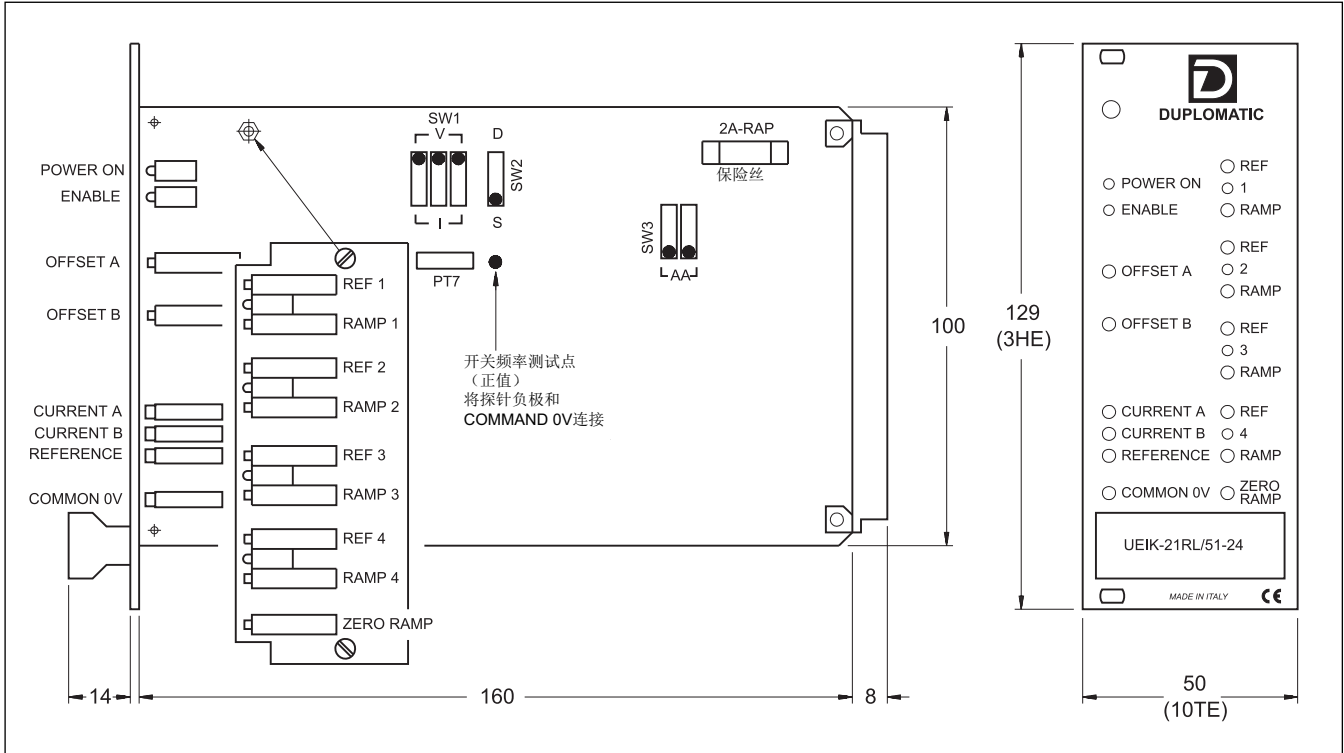 SW1
V
D
SW2
I
S
POWER ON
ENABLE
OFFSET A
OFFSET B
CURRENT A
CURRENT B
REFERENCE
COMMON 0V
PT7
REF 1
RAMP 1
REF 2
RAMP 2
REF 3
RAMP 3
REF 4
RAMP 4
ZERO RAMP
开关频率测试点
（正值）
将探针负极和
COMMAND 0V连接
2A-RAP
保险丝
SW3
AA
100
14
160
8
129
(3HE)
D
DUPLOMATIC
POWER ON
ENABLE
OFFSET A
OFFSET B
CURRENT A
CURRENT B
REFERENCE
COMMON 0V
REF
1
RAMP
REF
2
RAMP
REF
3
RAMP
REF
4
RAMP
ZERO
RAMP
UEIK-21RL/51-24
MADE IN ITALY CE
50
(10TE)